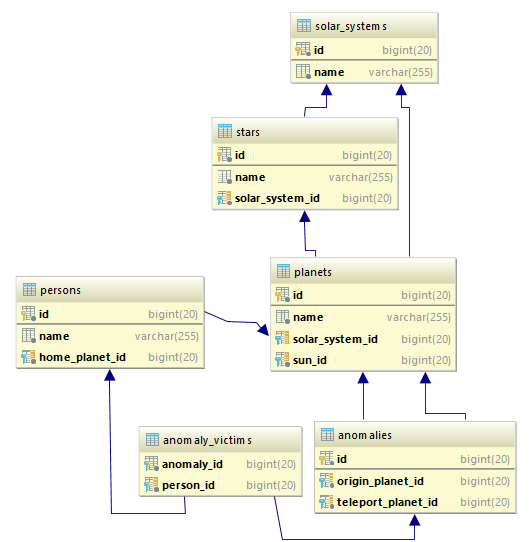 solar_systems
id bigint(20)
name varchar(255)
stars
id bigint(20)
name varchar(255)
solar_system_id bigint(20)
planets
id bigint(20)
name varchar(255)
solar_system_id bigint(20)
sun_id bigint(20)
persons
id bigint(20)
name varchar(255)
home_planet_id bigint(20)
anomaly_victims
anomaly_id bigint(20)
person_id bigint(20)
anomalies
id bigint(20)
origin_planet_id bigint(20)
teleport_planet_id bigint(20)